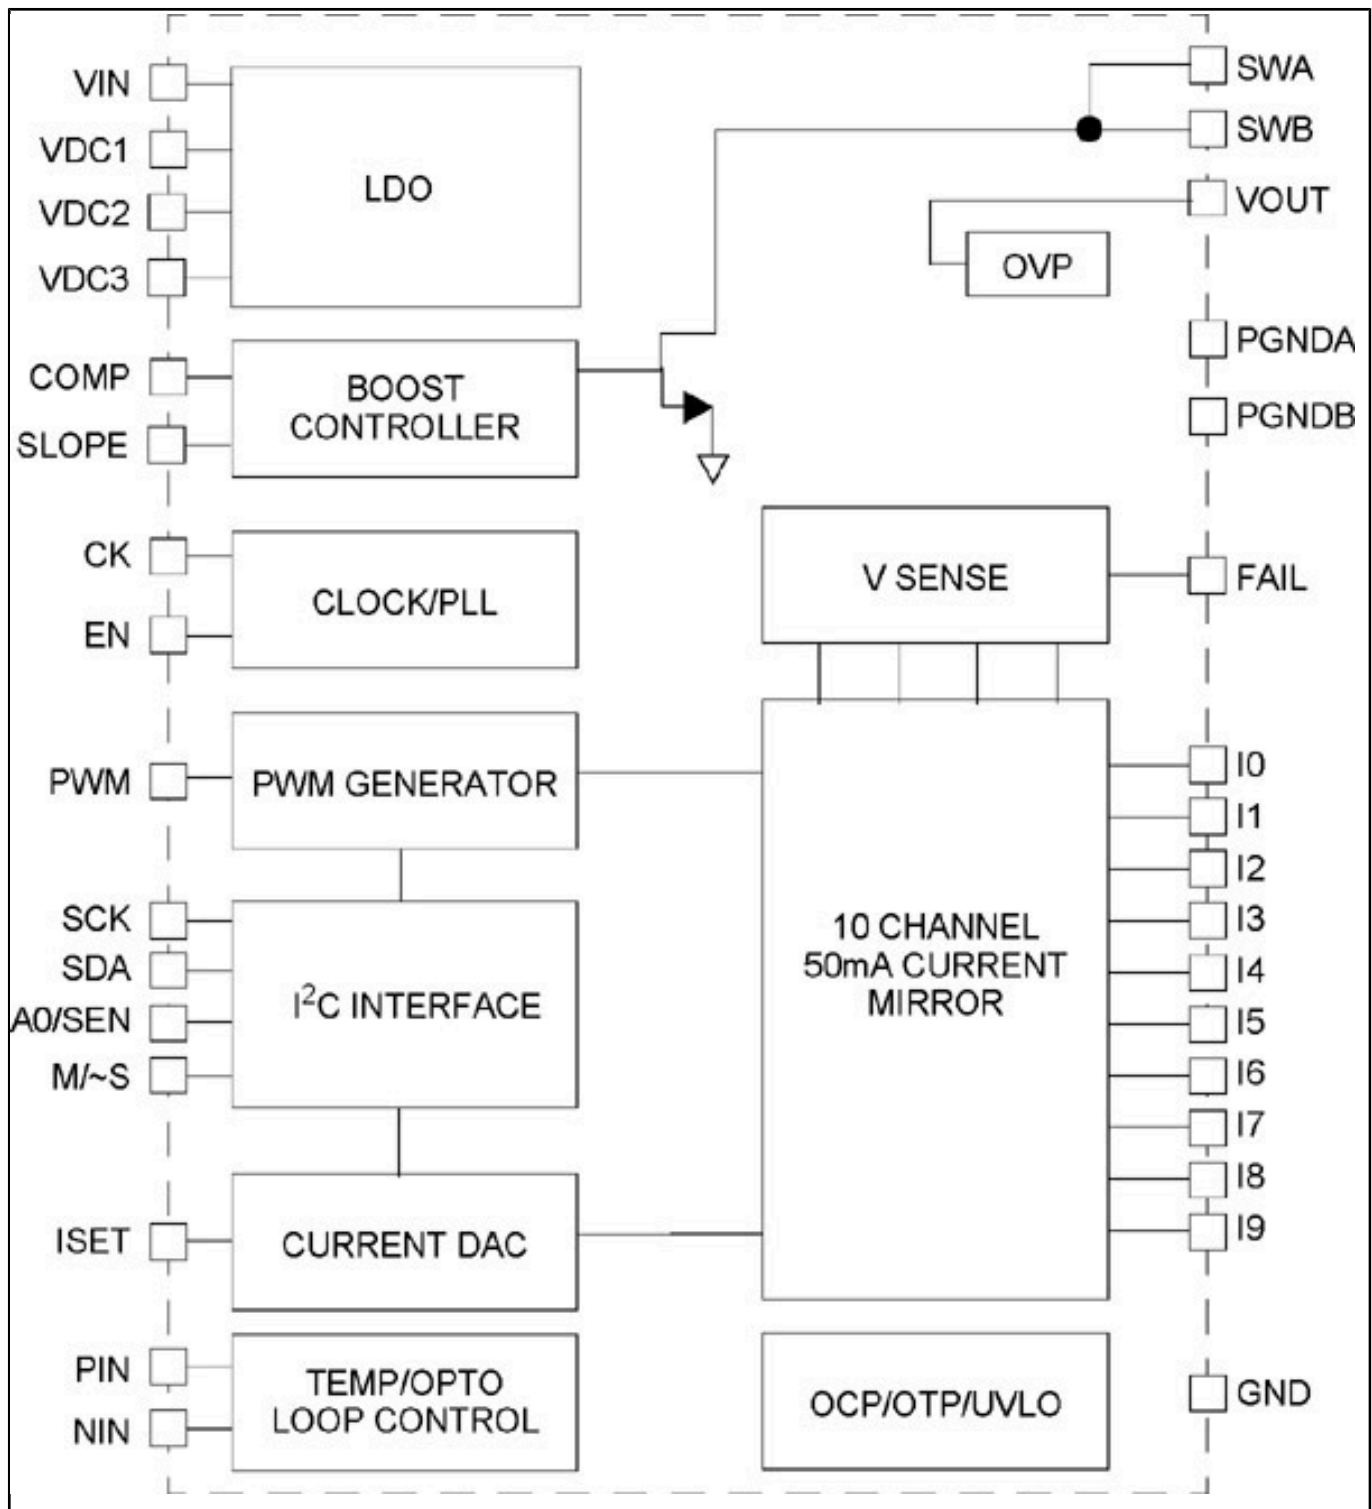 VIN
VDC1
VDC2
VDC3
LDO
SWA
SWB
VOUT
OVP
PGNDA
PGNDB
COMP
SLOPE
BOOST
CONTROLLER
CK
EN
CLOCK/PLL
V SENSE
FAIL
PWM
PWM GENERATOR
SCK
SDA
A0/SEN
M/~S
I²C INTERFACE
10 CHANNEL
50mA CURRENT
MIRROR
I0
I1
I2
I3
I4
I5
I6
I7
I8
I9
ISET
CURRENT DAC
PIN
NIN
TEMP/OPTO
LOOP CONTROL
OCP/OTP/UVLO
GND